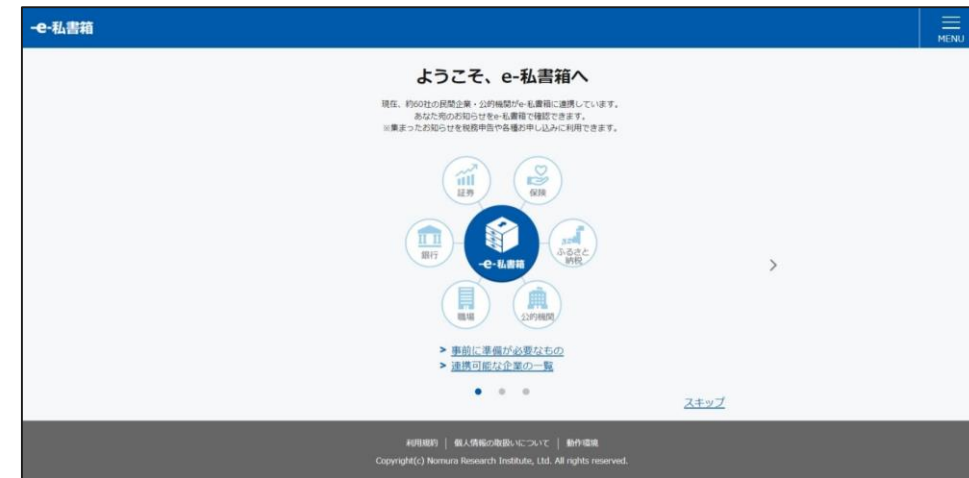 -e-私書箱
MENU
ようこそ、e-私書箱へ
現在、約60社の民間企業・公的機関がe-私書箱に連携しています。
あなた宛のお知らせをe-私書箱で確認できます。
※集まったお知らせを税務申告や各種お申し込みに利用できます。
証券
保険
銀行
-e-私書箱
ふるさと
納税
職場
公的機関
> 事前に準備が必要なもの
> 連携可能な企業の一覧
スキップ
利用規約 | 個人情報の取扱いについて | 動作環境
Copyright(c) Nomura Research Institute, Ltd. All rights reserved.